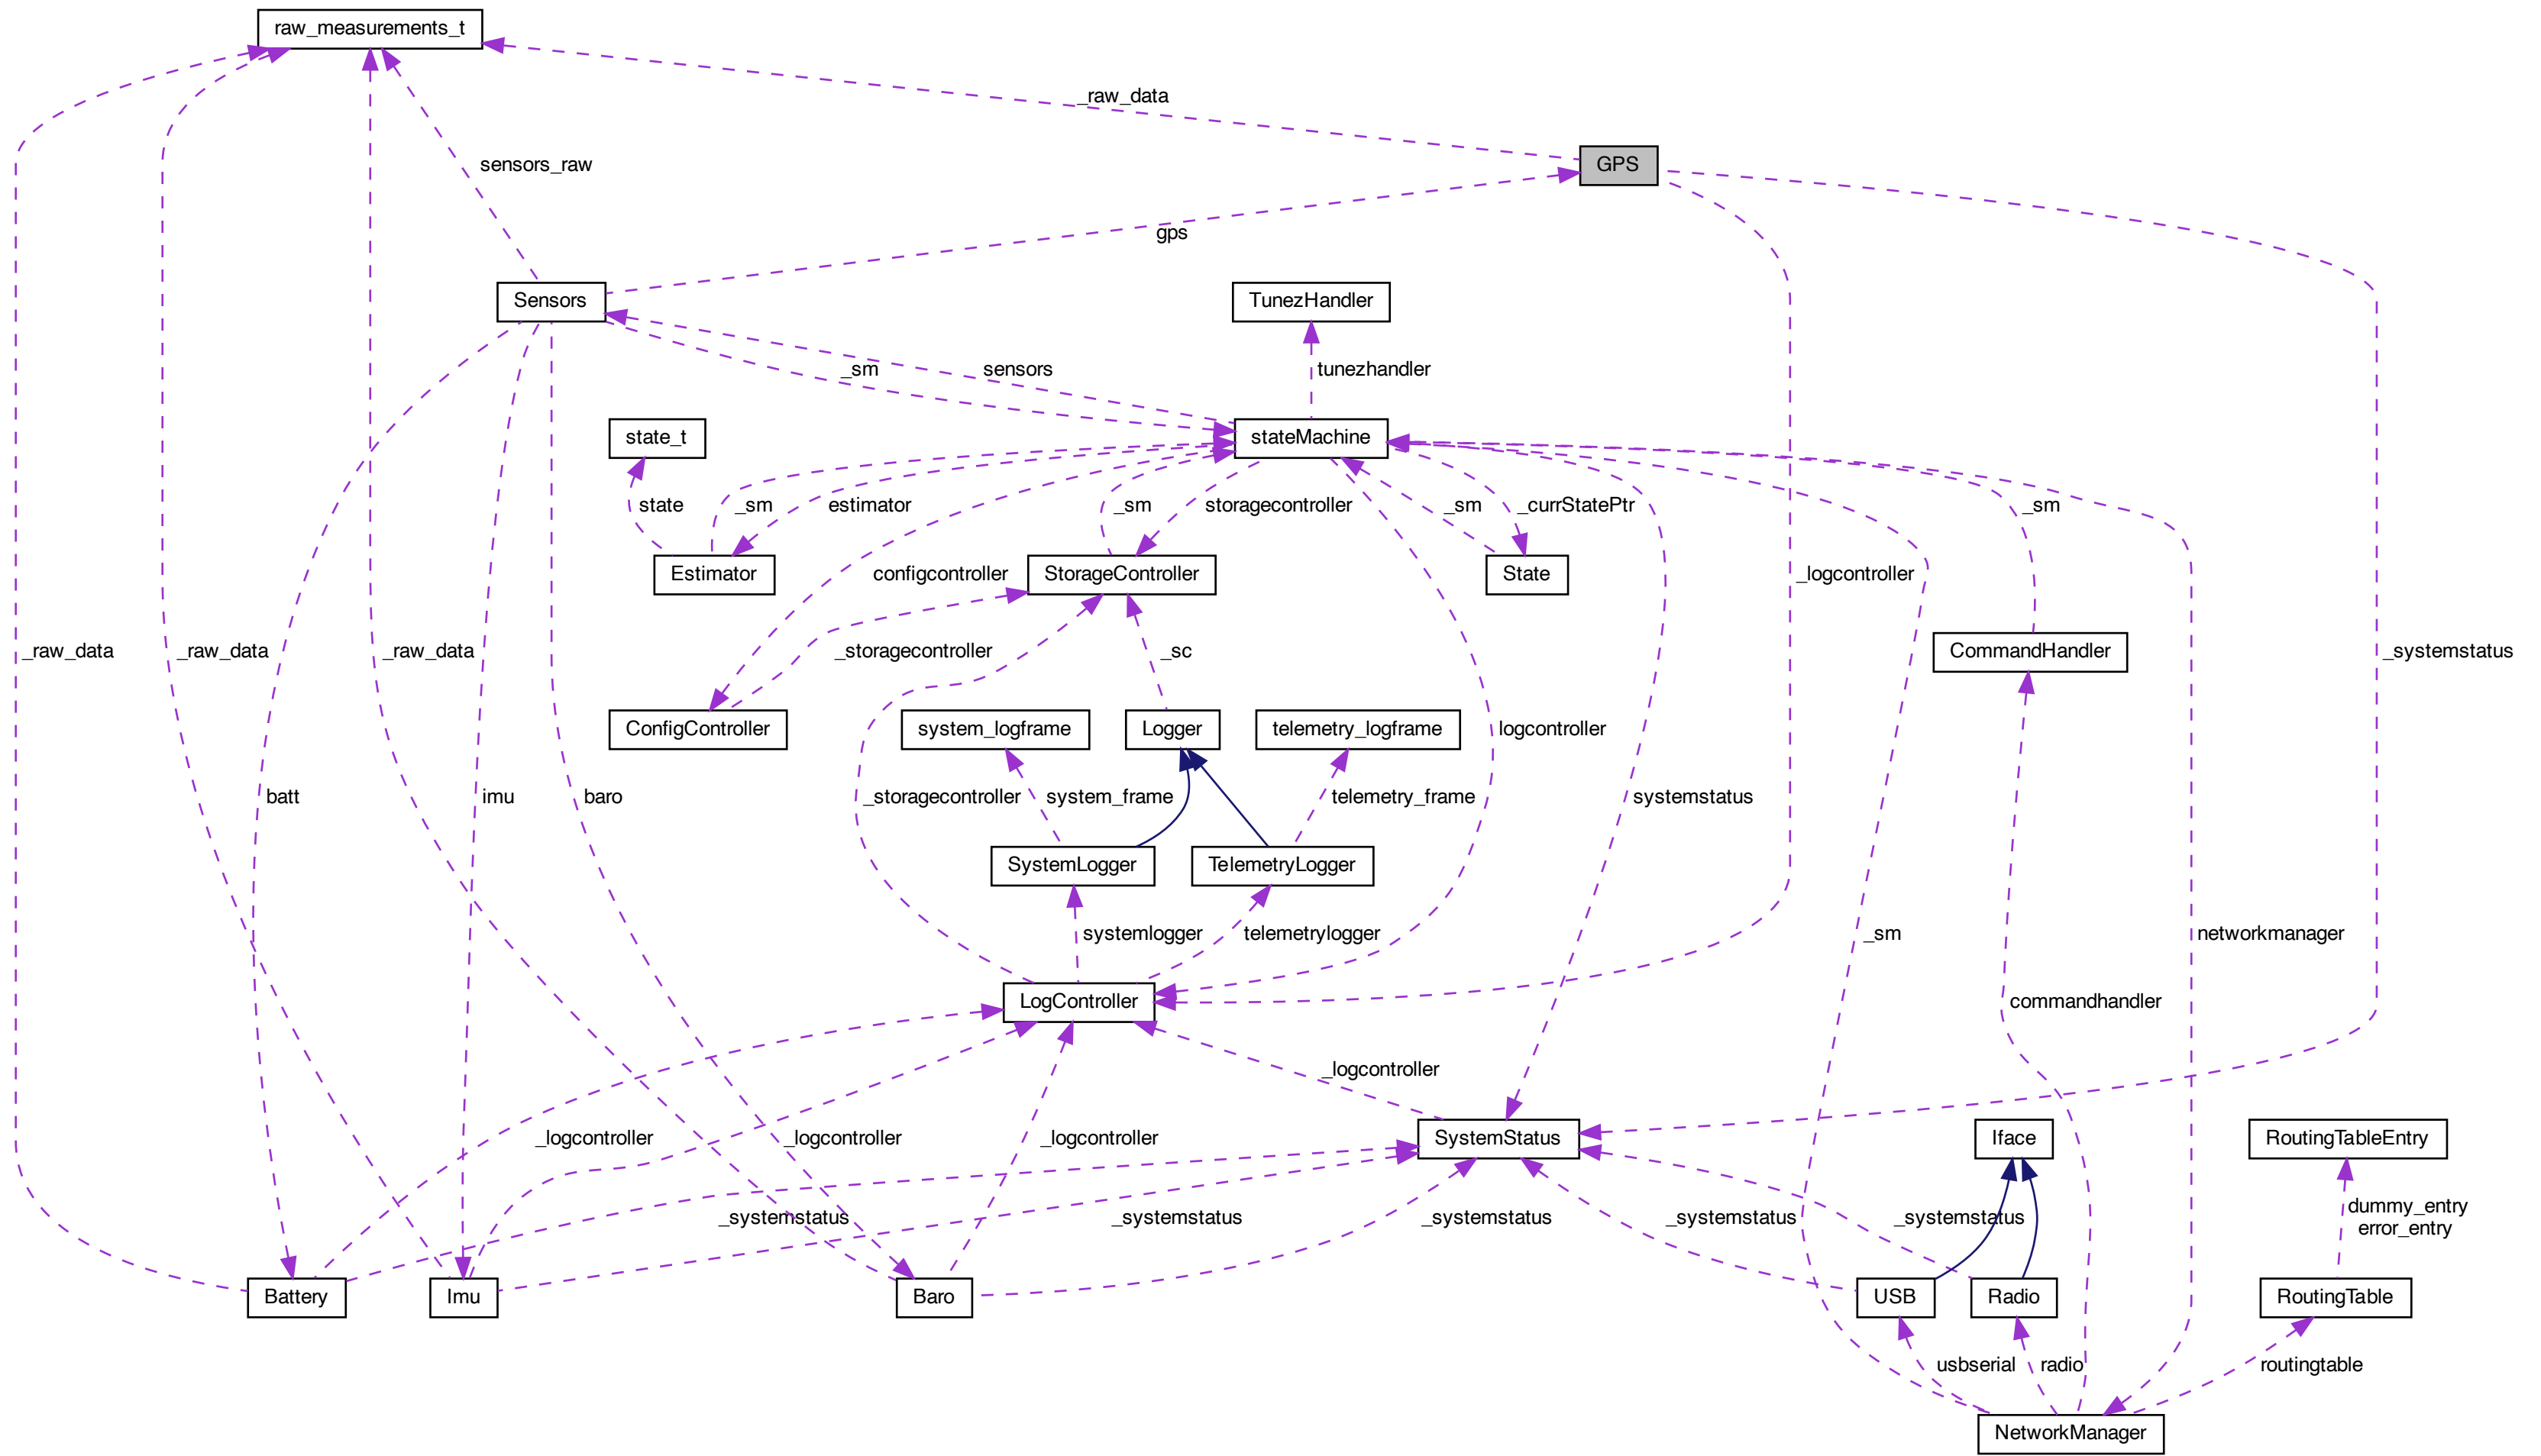 raw_measurements_t
_raw_data
GPS
sensors_raw
gps
Sensors
TunezHandler
_sm
sensors
tunezhandler
state_t
stateMachine
state
_sm
estimator
_sm
storagecontroller
_sm
_currStatePtr
_sm
Estimator
configcontroller
StorageController
State
_logcontroller
_raw_data
_raw_data
_raw_data
_storagecontroller
_sc
CommandHandler
_systemstatus
ConfigController
system_logframe
Logger
telemetry_logframe
logcontroller
batt
imu
baro
_storagecontroller
system_frame
telemetry_frame
systemstatus
SystemLogger
TelemetryLogger
systemlogger
telemetrylogger
_sm
networkmanager
LogController
commandhandler
_logcontroller
_logcontroller
_logcontroller
_logcontroller
SystemStatus
Iface
RoutingTableEntry
_systemstatus
_systemstatus
_systemstatus
_systemstatus
_systemstatus
dummy_entry
error_entry
Battery
Imu
Baro
USB
Radio
RoutingTable
usbserial
radio
routingtable
NetworkManager